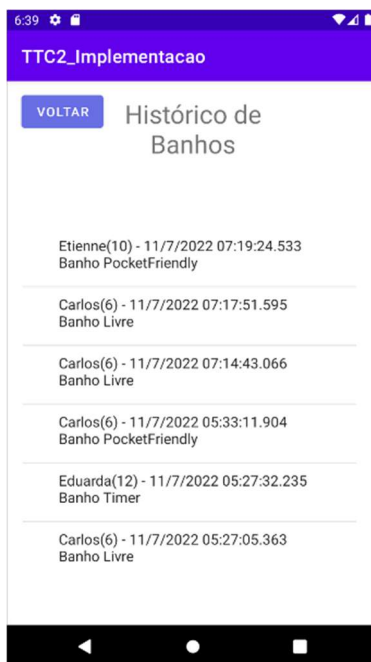 6:39
TTC2_Implementacao
VOLTAR
Histórico de
Banhos
Etienne(10) - 11/7/2022 07:19:24.533
Banho PocketFriendly
Carlos(6) - 11/7/2022 07:17:51.595
Banho Livre
Carlos(6) - 11/7/2022 07:14:43.066
Banho Livre
Carlos(6) - 11/7/2022 05:33:11.904
Banho PocketFriendly
Eduarda(12) - 11/7/2022 05:27:32.235
Banho Timer
Carlos(6) - 11/7/2022 05:27:05.363
Banho Livre